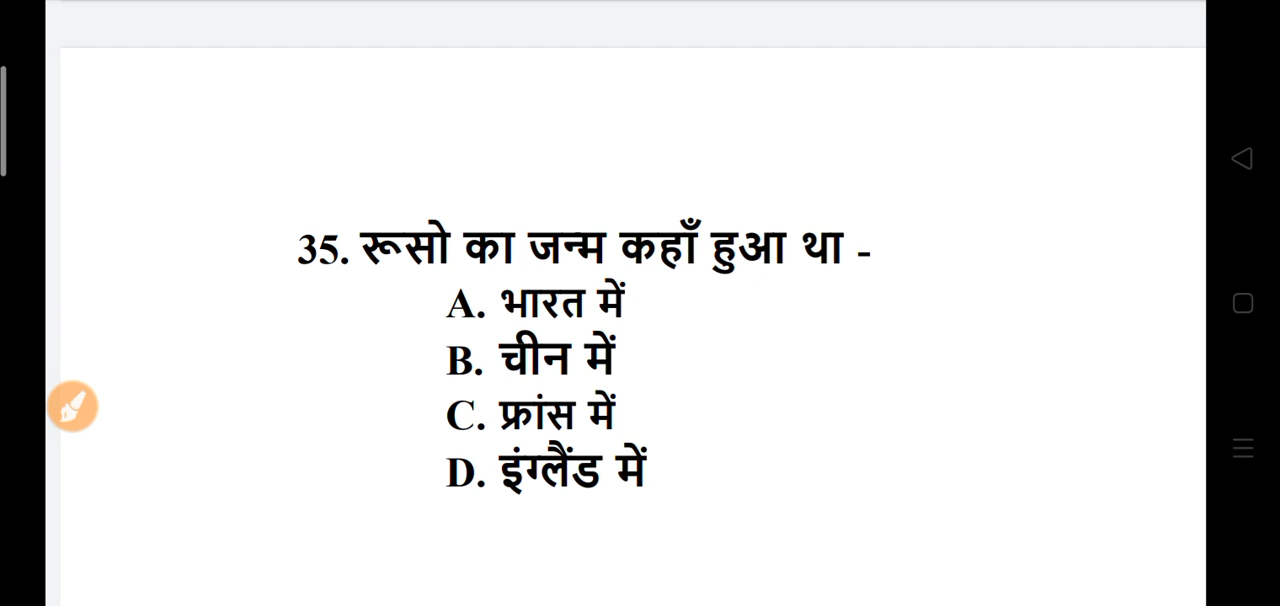 35. रूसो का जन्म कहाँ हुआ था -
A. भारत में
B. चीन में
C. फ्रांस में
D. इंग्लैंड में